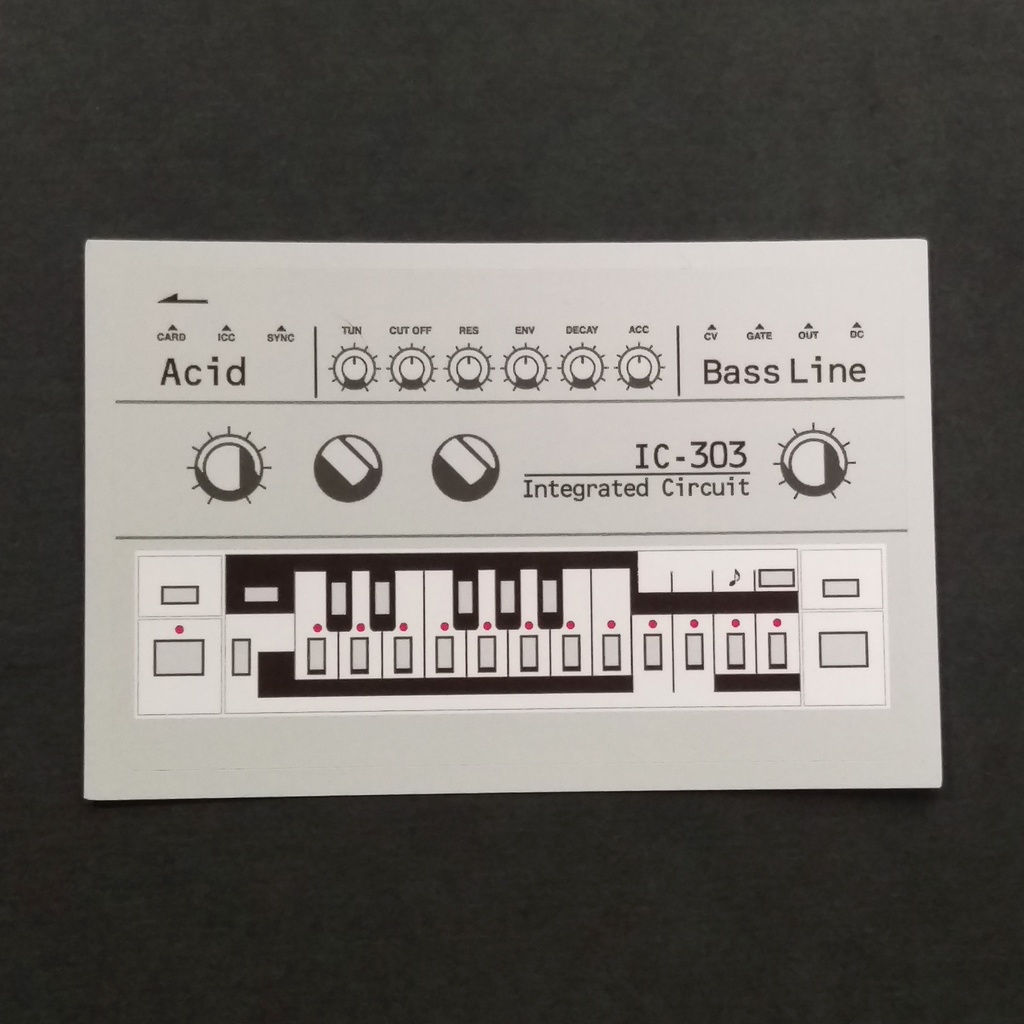 CARD ICC SYNC
TUN CUT OFF RES ENV DECAY ACC
CV GATE OUT DC
Acid
Bass Line
IC-303
Integrated Circuit